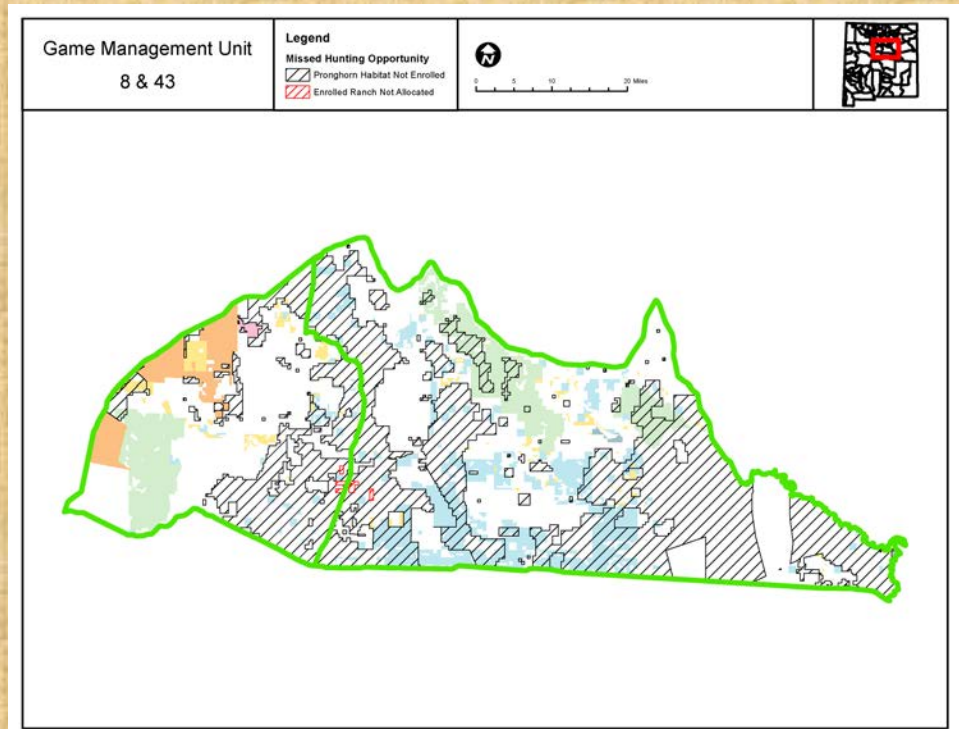 Game Management Unit
8 & 43
Legend
Missed Hunting Opportunity
Pronghorn Habitat Not Enrolled
Enrolled Ranch Not Allocated
N
0 5 10 20 Miles